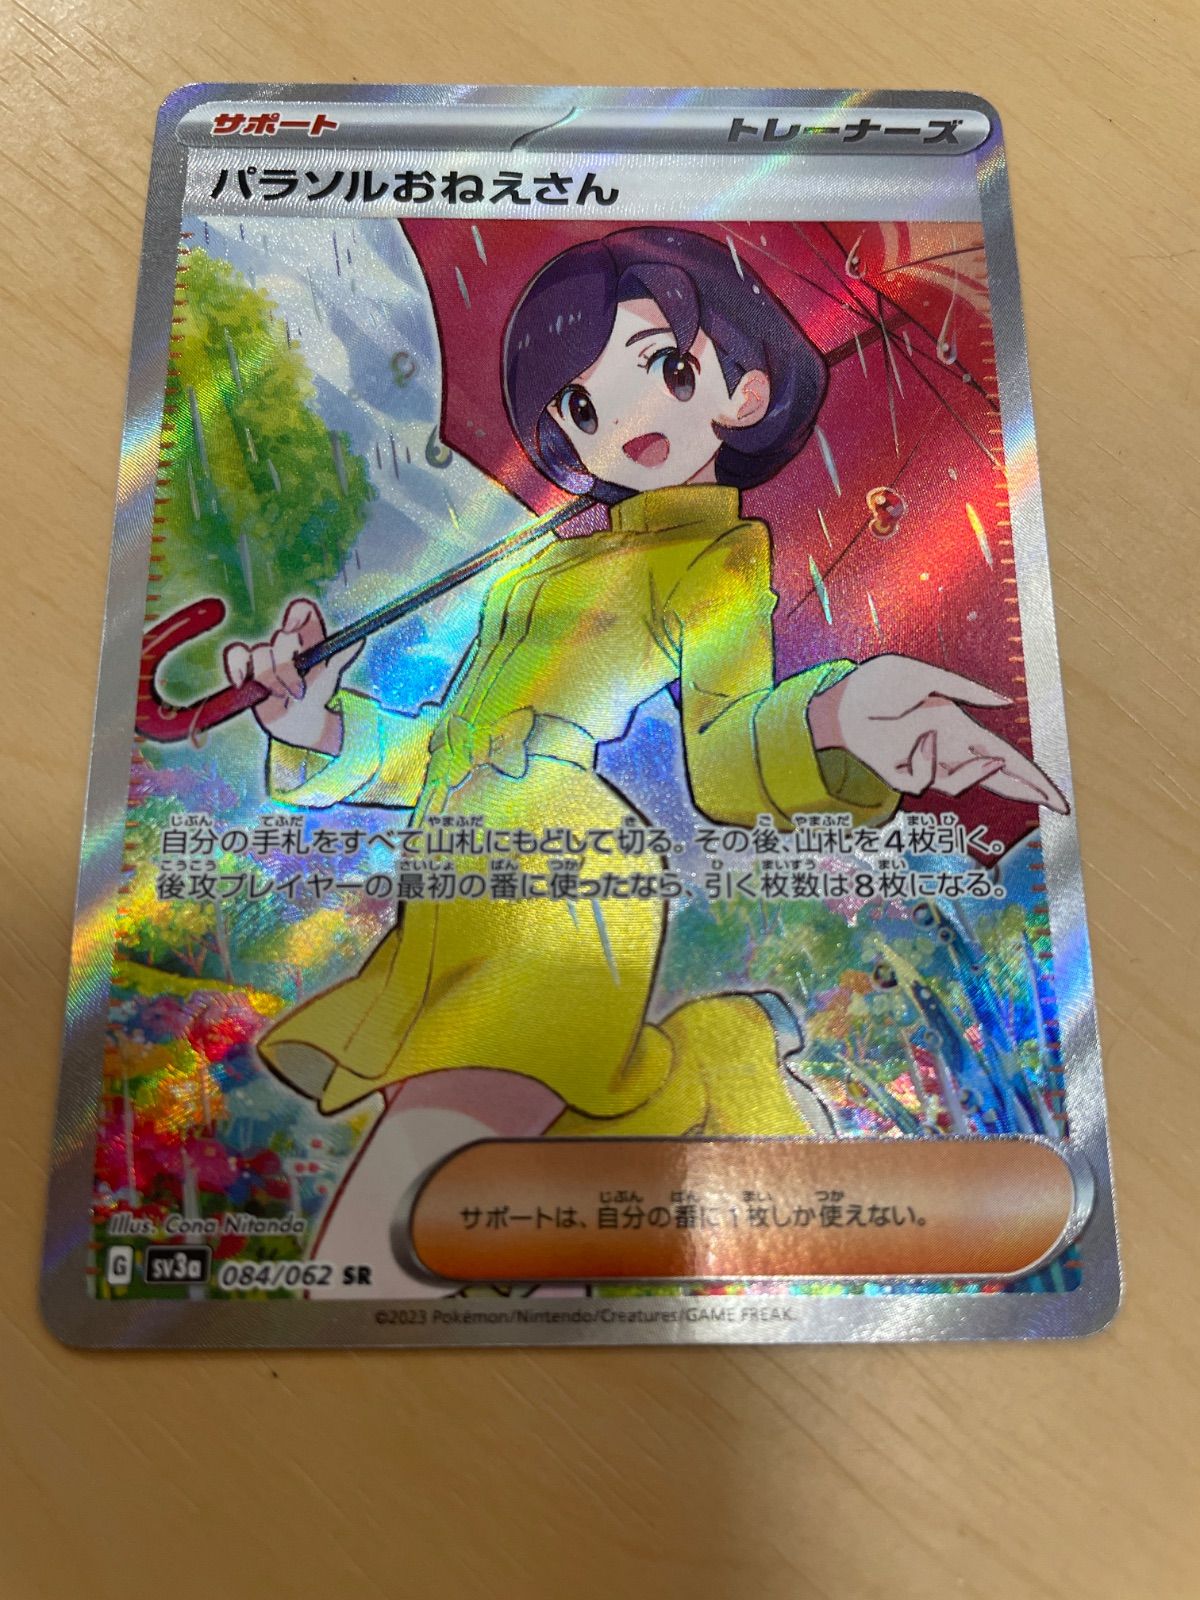 サポート トレーナーズ
パラソルおねえさん
自分の手札をすべて山札にもどして切る。その後、山札を4枚引く。
後攻プレイヤーの最初の番に使ったなら、引く枚数は8枚になる。
サポートは、自分の番に1枚しか使えない。
Illus. Cona Nitanda
G SV3a 084/062 SR
©2023 Pokémon/Nintendo/Creatures/GAME FREAK.